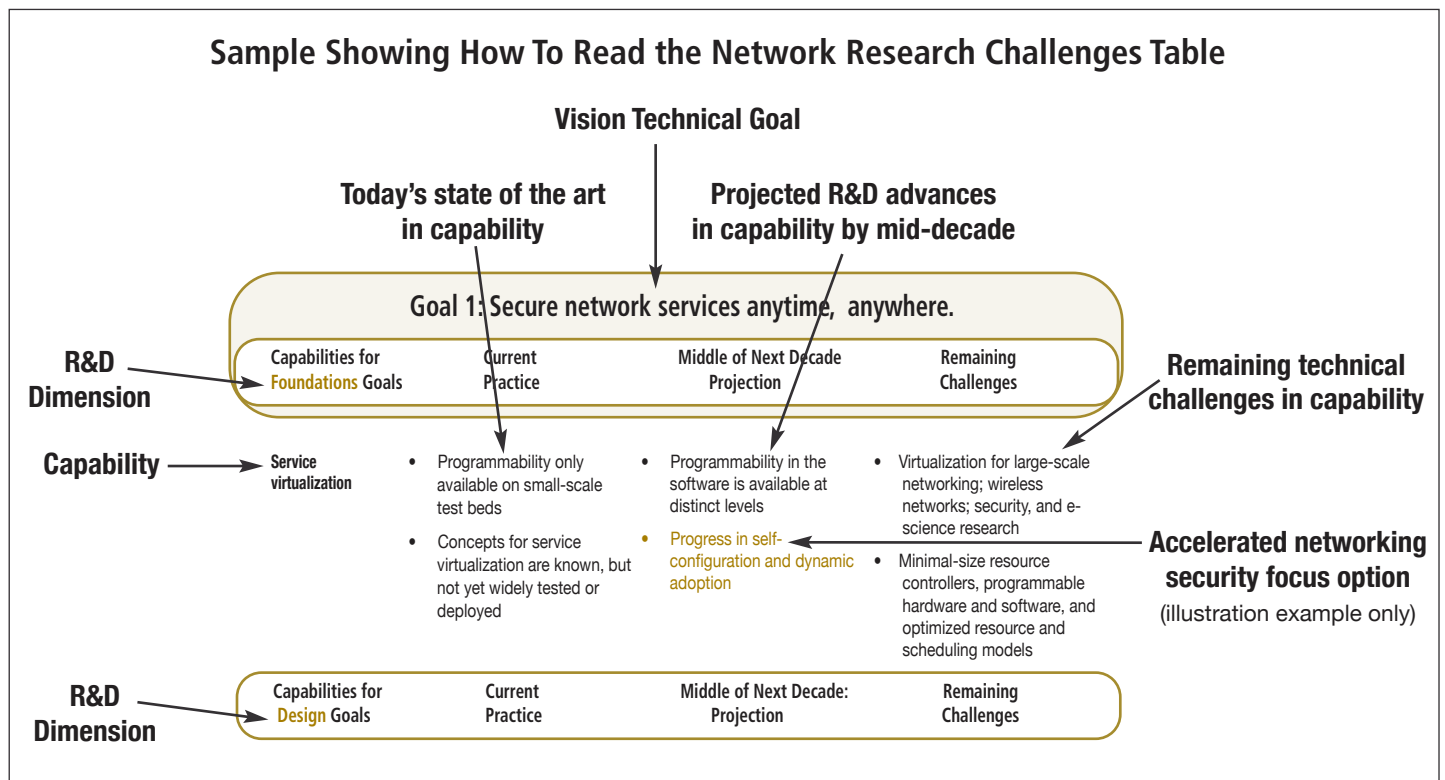 Sample Showing How To Read the Network Research Challenges Table
Vision Technical Goal
Today's state of the art
in capability
Projected R&D advances
in capability by mid-decade
Goal 1: Secure network services anytime, anywhere.
R&D
Dimension
Capabilities for
Foundations Goals
Current
Practice
Middle of Next Decade
Projection
Remaining
Challenges
Remaining technical
challenges in capability
Capability
Service
virtualization
• Programmability only
available on small-scale
test beds
• Concepts for service
virtualization are known, but
not yet widely tested or
deployed
• Programmability in the
software is available at
distinct levels
• Progress in self-
configuration and dynamic
adoption
• Virtualization for large-scale
networking; wireless
networks; security, and e-
science research
• Minimal-size resource
controllers, programmable
hardware and software, and
optimized resource and
scheduling models
Accelerated networking
security focus option
(illustration example only)
R&D
Dimension
Capabilities for
Design Goals
Current
Practice
Middle of Next Decade:
Projection
Remaining
Challenges